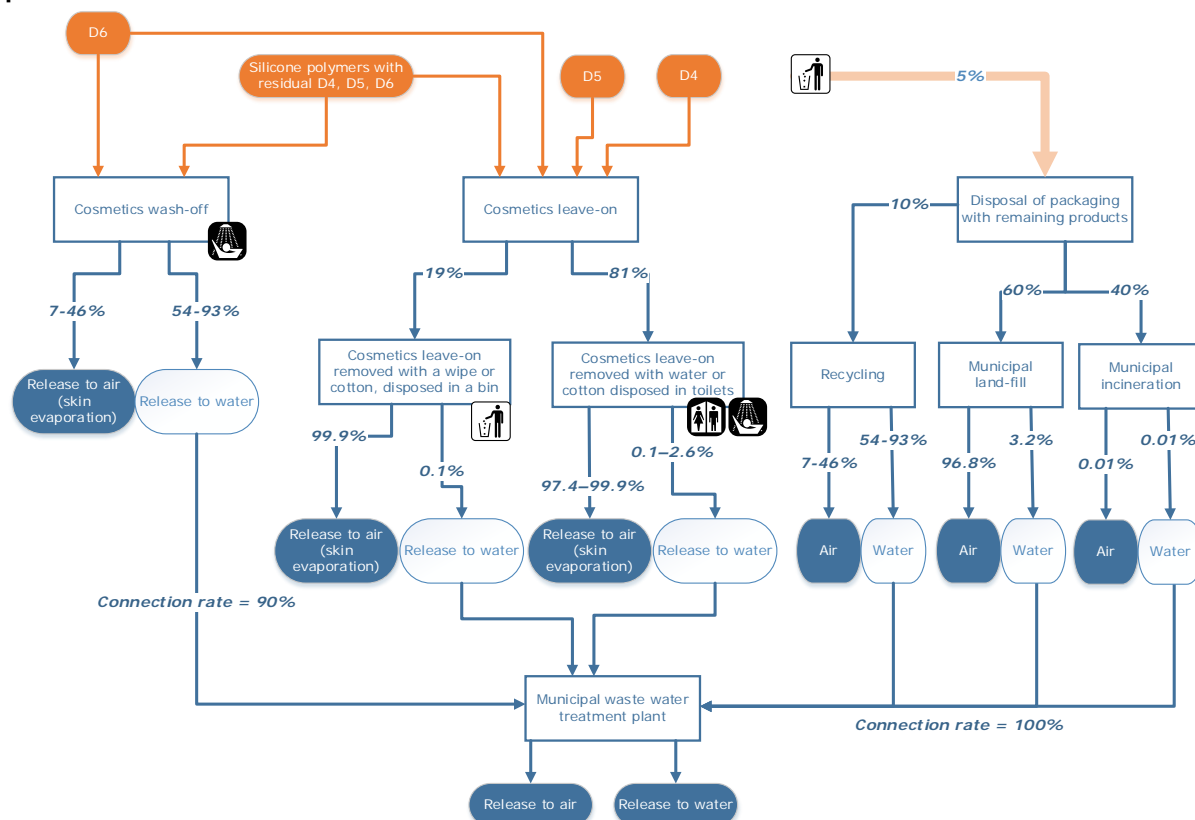 D6
Silicone polymers with
residual D4, D5, D6
D5
D4
5%
Cosmetics wash-off
Cosmetics leave-on
Disposal of packaging
with remaining products
10%
19%
81%
60%
40%
7-46%
54-93%
Cosmetics leave-on
removed with a wipe or
cotton, disposed in a bin
Cosmetics leave-on
removed with water or
cotton disposed in toilets
Recycling
Municipal
land-fill
Municipal
incineration
Release to air
(skin
evaporation)
Release to water
99.9%
0.1%
0.1–2.6%
97.4–99.9%
7-46%
54-93%
96.8%
3.2%
0.01%
0.01%
Release to air
(skin
evaporation)
Release to water
Release to air
(skin
evaporation)
Release to water
Air
Water
Air
Water
Air
Water
Connection rate = 90%
Municipal waste water
treatment plant
Connection rate = 100%
Release to air
Release to water